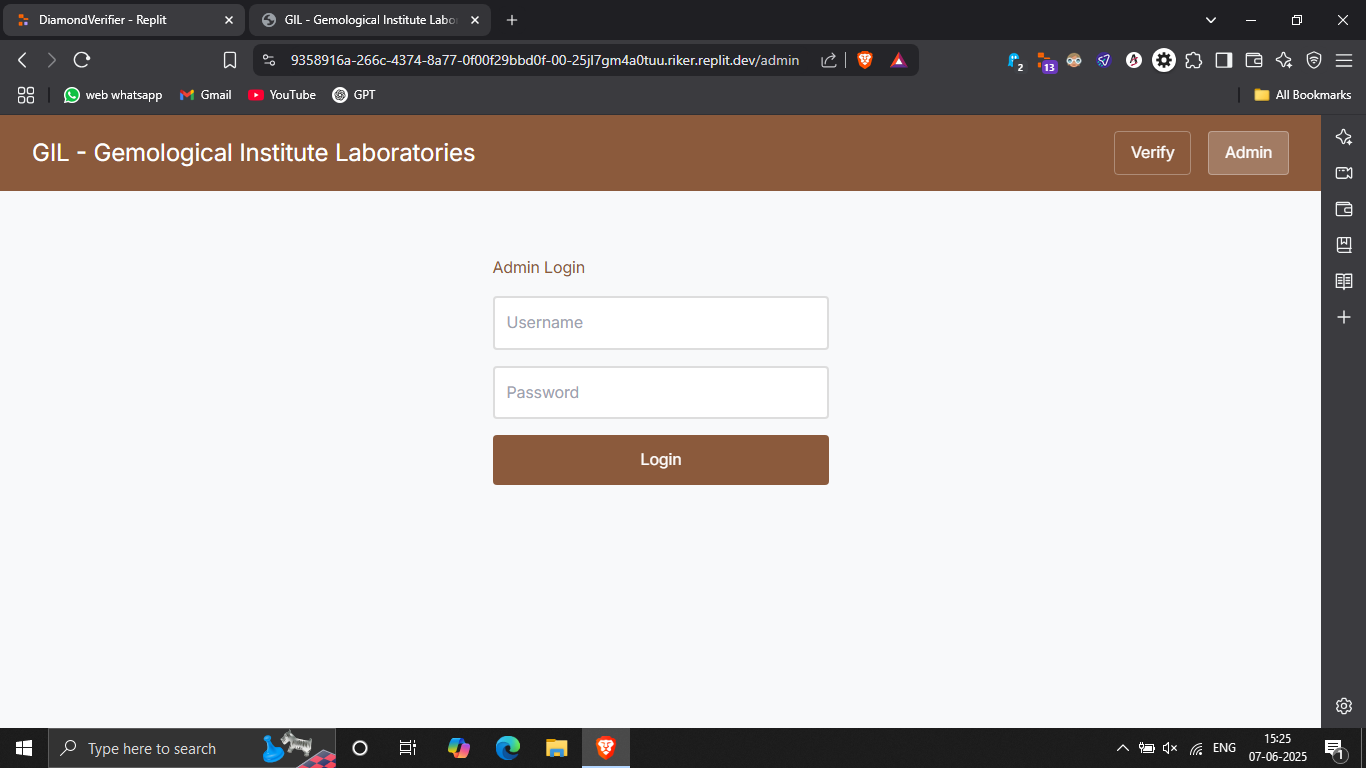 DiamondVerifier - Replit
GIL - Gemological Institute Labor
9358916a-266c-4374-8a77-0f00f29bbd0f-00-25jl7gm4a0tuu.riker.replit.dev/admin
2
13
web whatsapp
Gmail
YouTube
GPT
All Bookmarks
GIL - Gemological Institute Laboratories
Verify
Admin
Admin Login
Username
Password
Login
Type here to search
ENG
15:25
07-06-2025
1